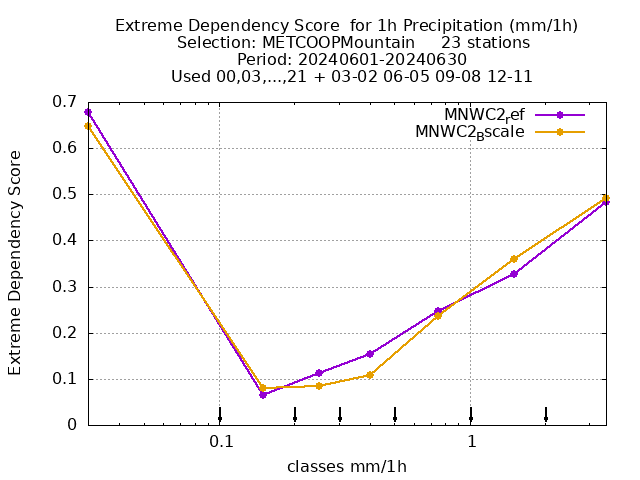 Extreme Dependency Score  for 1h Precipitation (mm/1h)
Selection: METCOOPMountain     23 stations
Period: 20240601-20240630
Used 00,03,...,21 + 03-02 06-05 09-08 12-11
MNWC2_ref
MNWC2_Bscale
Extreme Dependency Score
0.7
0.6
0.5
0.4
0.3
0.2
0.1
0
0.1 1
classes mm/1h